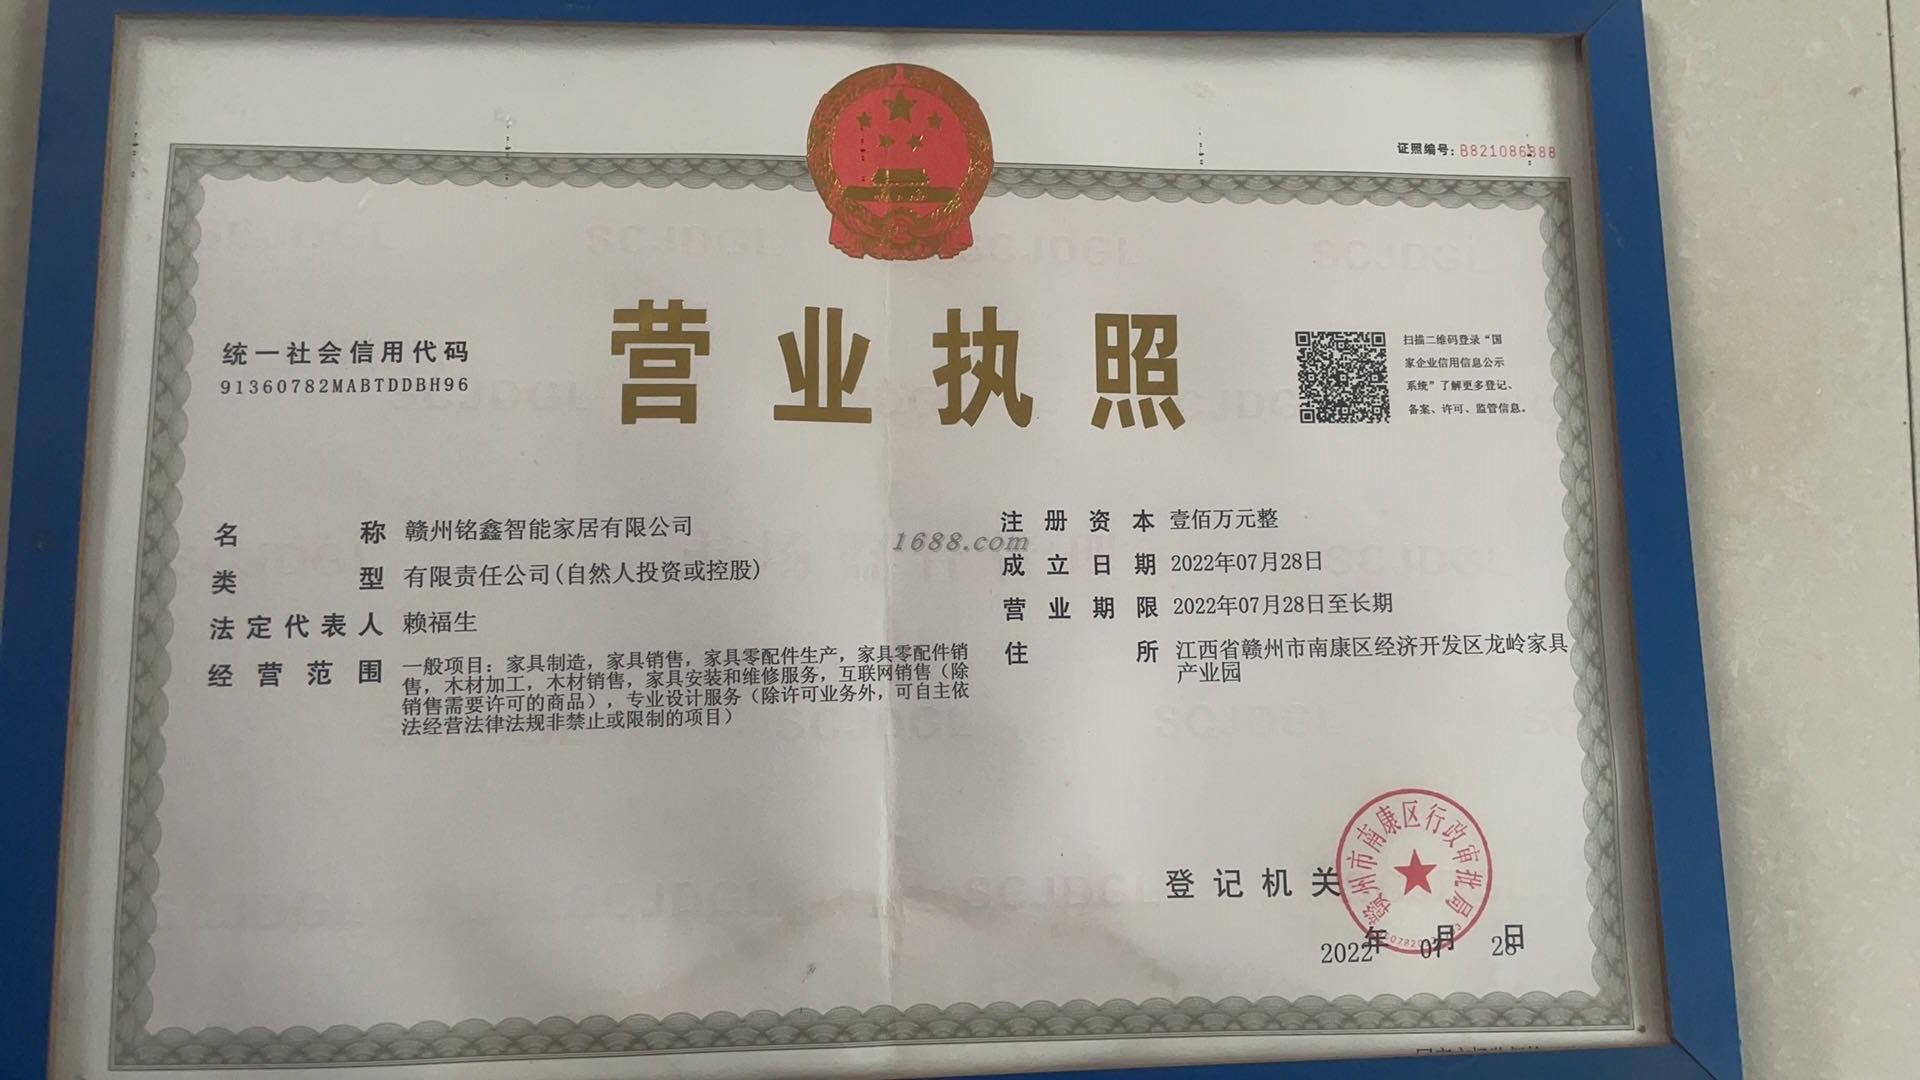 证照编号：B821086888
营业执照
统一社会信用代码
91360782MABTDDBH96
扫描二维码登录“国
家企业信用信息公示
系统”了解更多登记、
备案、许可、监管信息。
名称 赣州铭鑫智能家居有限公司
类型 有限责任公司(自然人投资或控股)
法定代表人 赖福生
经营范围 一般项目：家具制造，家具销售，家具零配件生产，家具零配件销
售，木材加工，木材销售，家具安装和维修服务，互联网销售（除
销售需要许可的商品），专业设计服务（除许可业务外，可自主依
法经营法律法规非禁止或限制的项目）
注册资本 壹佰万元整
成立日期 2022年07月28日
营业期限 2022年07月28日至长期
住所 江西省赣州市南康区经济开发区龙岭家具
产业园
1688.com
登记机关
赣州市南康区行政审批局
2022年 07月 28日
SCJDGL